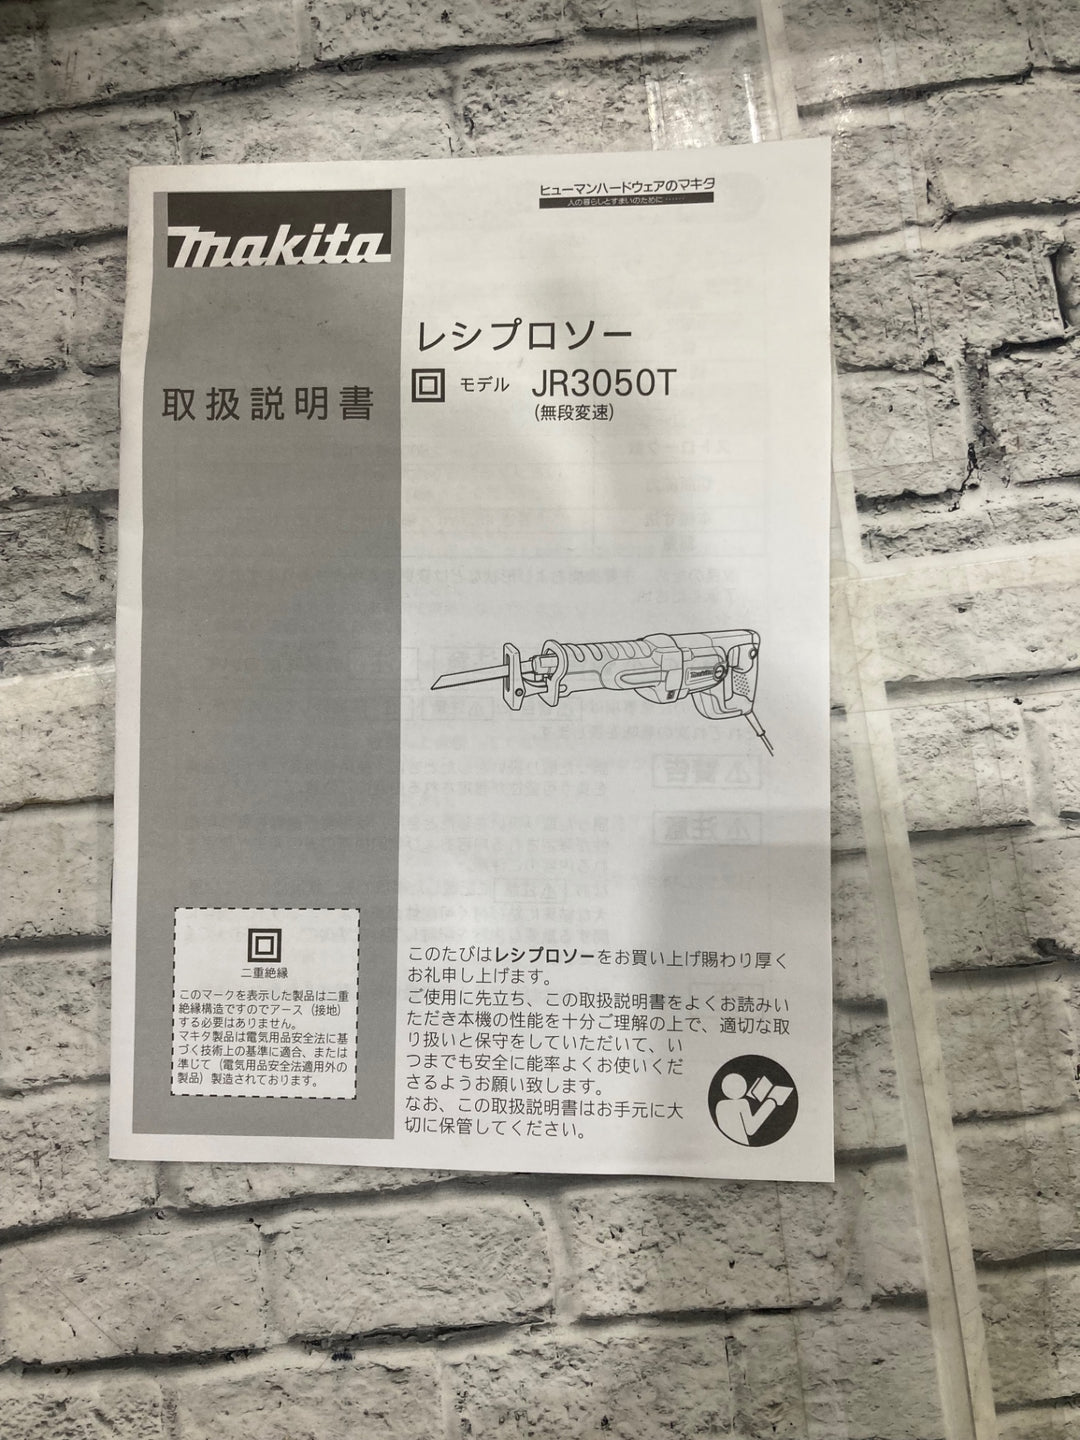 makita
ヒューマンハードウェアのマキタ
人の暮らしとすまいのために……
レシプロソー
モデル JR3050T
(無段変速)
取扱説明書
二重絶縁
このマークを表示した製品は二重
絶縁構造ですのでアース（接地）
する必要はありません。
マキタ製品は電気用品安全法に基
づく技術上の基準に適合、または
準じて（電気用品安全法適用外の
製品）製造されております。
このたびはレシプロソーをお買い上げ賜わり厚く
お礼申し上げます。
ご使用に先立ち、この取扱説明書をよくお読みい
ただき本機の性能を十分ご理解の上で、適切な取
り扱いと保守をしていただいて、い
つまでも安全に能率よくお使いくだ
さるようお願い致します。
なお、この取扱説明書はお手元に大
切に保管してください。